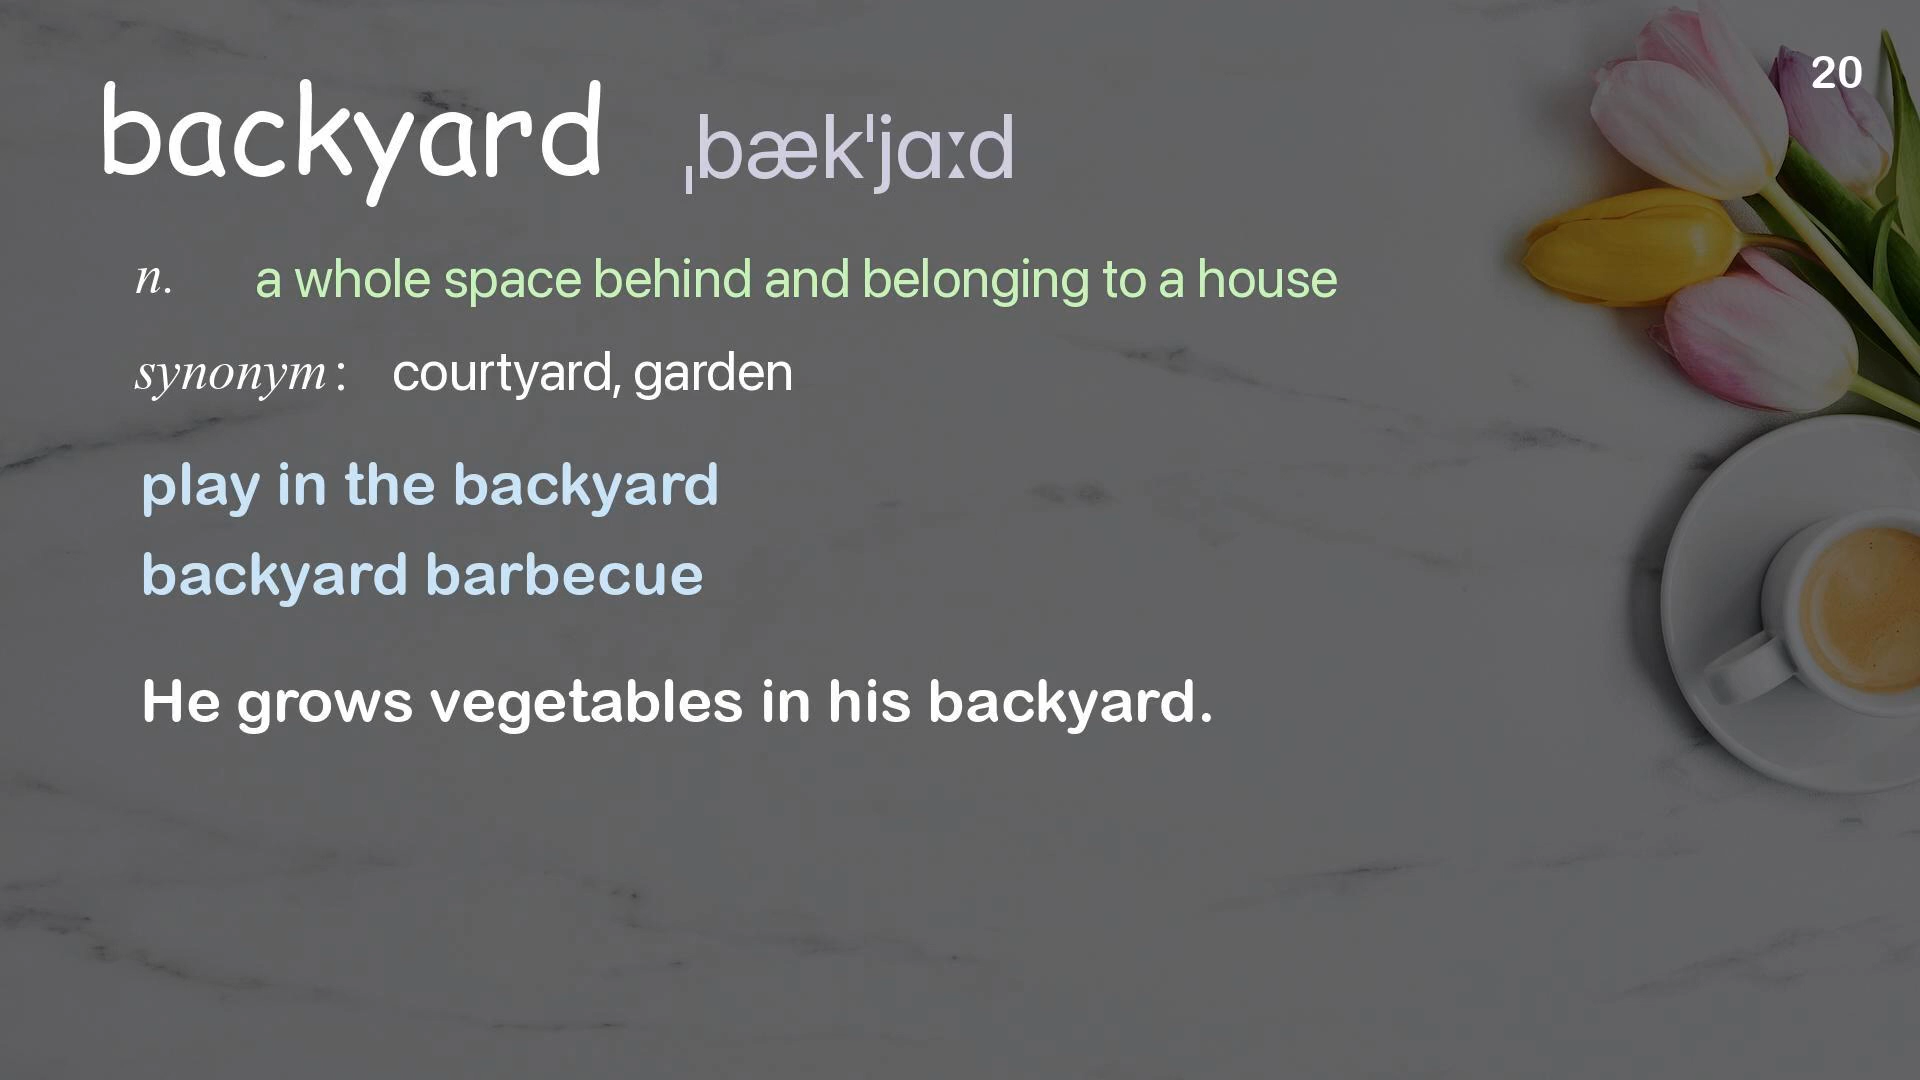 20
backyard ˌbækˈjɑːd
n. a whole space behind and belonging to a house
synonym: courtyard, garden
play in the backyard
backyard barbecue
He grows vegetables in his backyard.